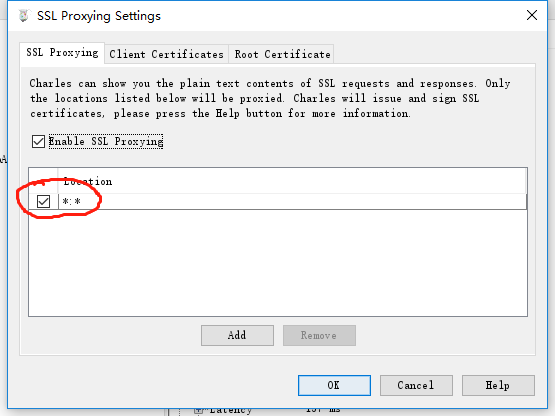 SSL Proxying Settings
SSL Proxying Client Certificates Root Certificate
Charles can show you the plain text contents of SSL requests and responses. Only
the locations listed below will be proxied. Charles will issue and sign SSL
certificates, please press the Help button for more information.
Enable SSL Proxying
Location
*:*
Add Remove
OK Cancel Help
Latency